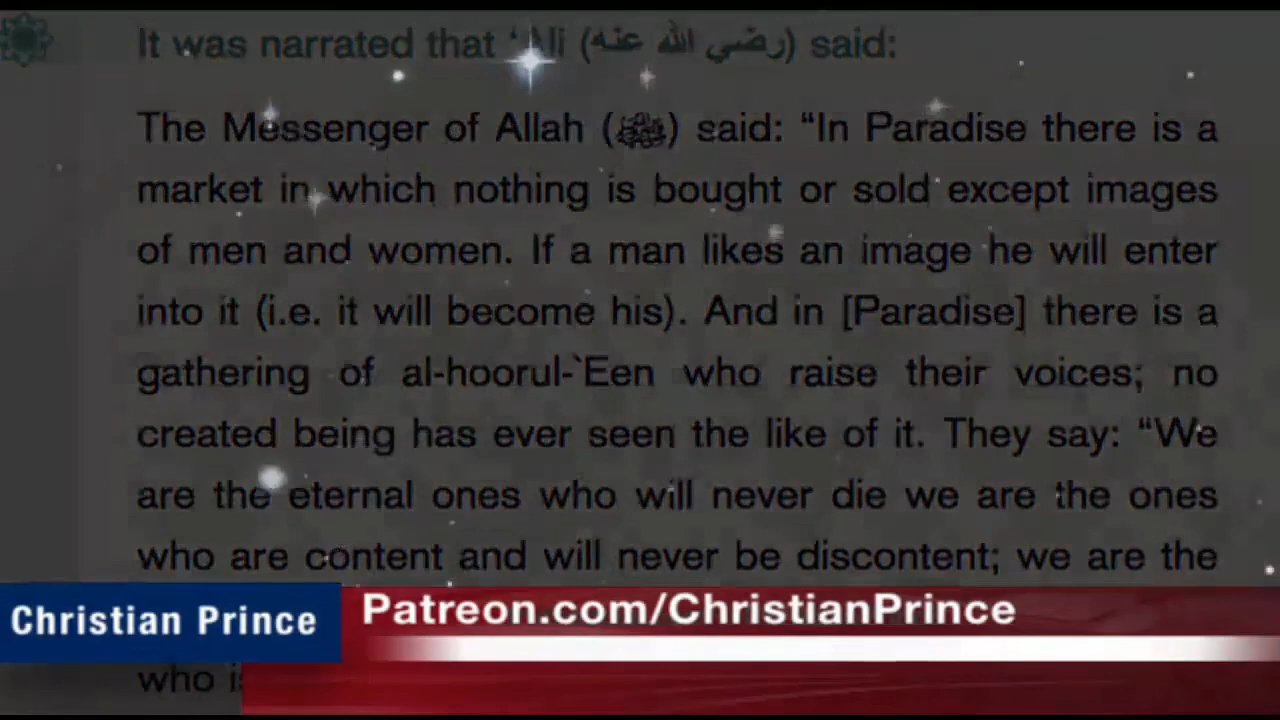 It was narrated that ‘Ali (رضي الله عنه) said:
The Messenger of Allah (ﷺ) said: “In Paradise there is a
market in which nothing is bought or sold except images
of men and women. If a man likes an image he will enter
into it (i.e. it will become his). And in [Paradise] there is a
gathering of al-hoorul-`Een who raise their voices; no
created being has ever seen the like of it. They say: “We
are the eternal ones who will never die we are the ones
who are content and will never be discontent; we are the
Christian Prince
Patreon.com/ChristianPrince
who